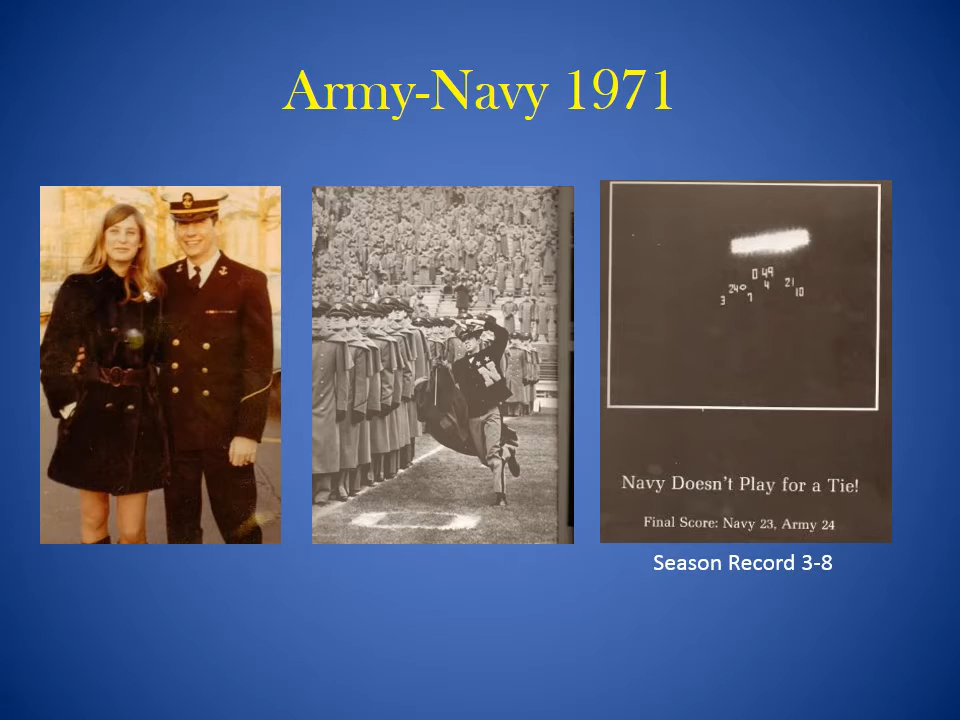 Army-Navy 1971
0 49
24 4 21
3 7 10
Navy Doesn't Play for a Tie!
Final Score: Navy 23, Army 24
Season Record 3-8